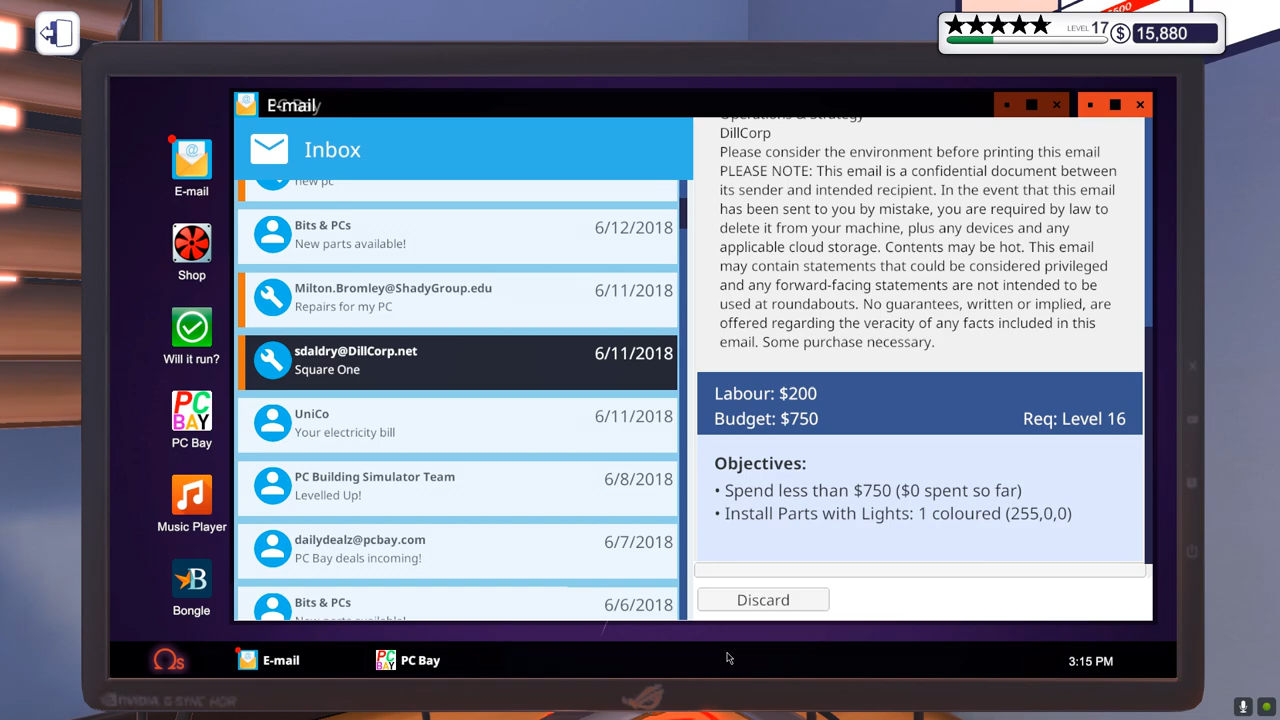 LEVEL 17
$ 15,880
E-mail
Inbox
new pc
Bits & PCs
6/12/2018
New parts available!
Milton.Bromley@ShadyGroup.edu
6/11/2018
Repairs for my PC
sdaldry@DillCorp.net
6/11/2018
Square One
UniCo
6/11/2018
Your electricity bill
PC Building Simulator Team
6/8/2018
Levelled Up!
dailydealz@pcbay.com
6/7/2018
PC Bay deals incoming!
Bits & PCs
6/6/2018
New parts available!
Operations & Strategy
DillCorp
Please consider the environment before printing this email
PLEASE NOTE: This email is a confidential document between
its sender and intended recipient. In the event that this email
has been sent to you by mistake, you are required by law to
delete it from your machine, plus any devices and any
applicable cloud storage. Contents may be hot. This email
may contain statements that could be considered privileged
and any forward-facing statements are not intended to be
used at roundabouts. No guarantees, written or implied, are
offered regarding the veracity of any facts included in this
email. Some purchase necessary.
Labour: $200
Budget: $750
Req: Level 16
Objectives:
• Spend less than $750 ($0 spent so far)
• Install Parts with Lights: 1 coloured (255,0,0)
Discard
E-mail
Shop
Will it run?
PC BAY
PC Bay
Music Player
B
Bongle
Ωs
E-mail
PC BAY
PC Bay
3:15 PM
NVIDIA G-SYNC HDR